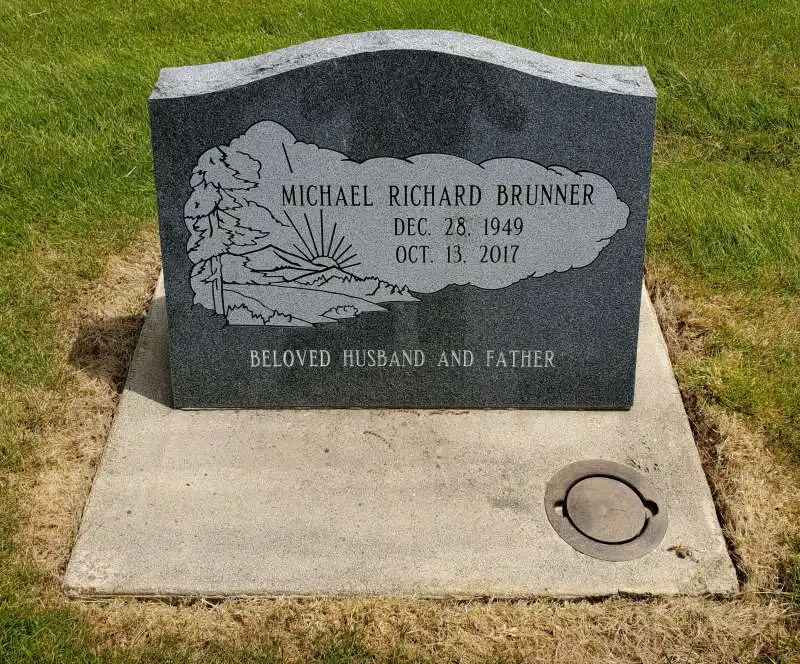 MICHAEL RICHARD BRUNNER
DEC. 28, 1949
OCT. 13, 2017
BELOVED HUSBAND AND FATHER